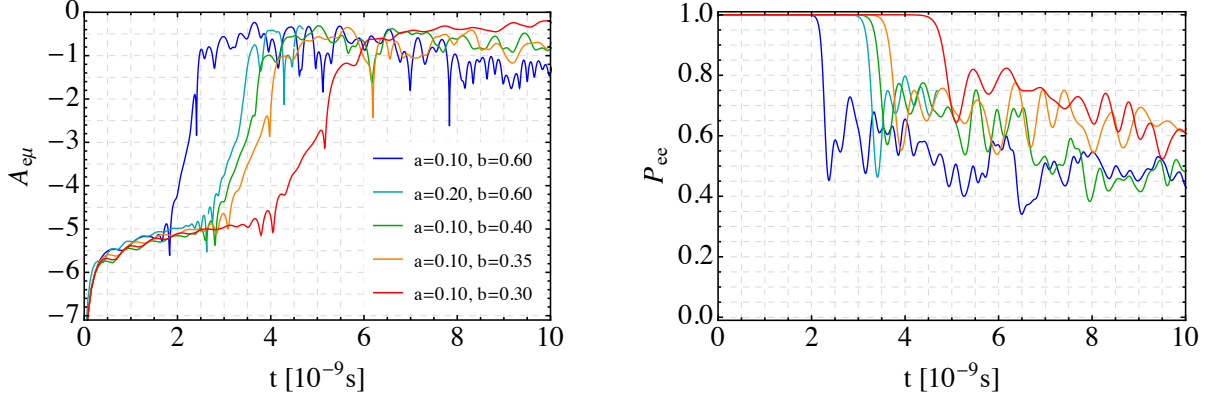 0
−1
−2
−3
−4
−5
−6
−7
A_{eμ}
a=0.10, b=0.60
a=0.20, b=0.60
a=0.10, b=0.40
a=0.10, b=0.35
a=0.10, b=0.30
0 2 4 6 8 10
t [10^{−9}s]
1.0
0.8
0.6
0.4
0.2
0.0
P_{ee}
0 2 4 6 8 10
t [10^{−9}s]